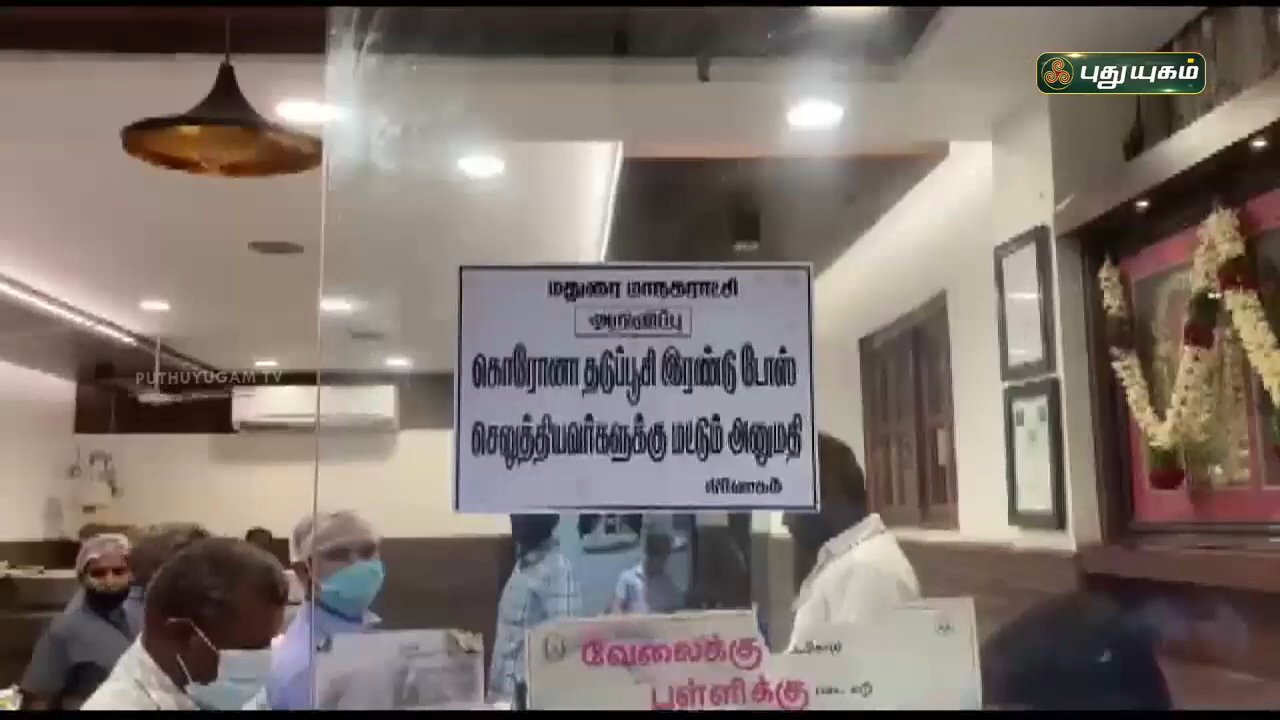 புதுயுகம்
மதுரை மாநகராட்சி
அறிவிப்பு
கொரோனா தடுப்பூசி இரண்டு டோஸ்
செலுத்தியவர்களுக்கு மட்டும் அனுமதி
நிர்வாகம்
PUTHUYUGAM TV
வேலைக்கு
பள்ளிக்கு